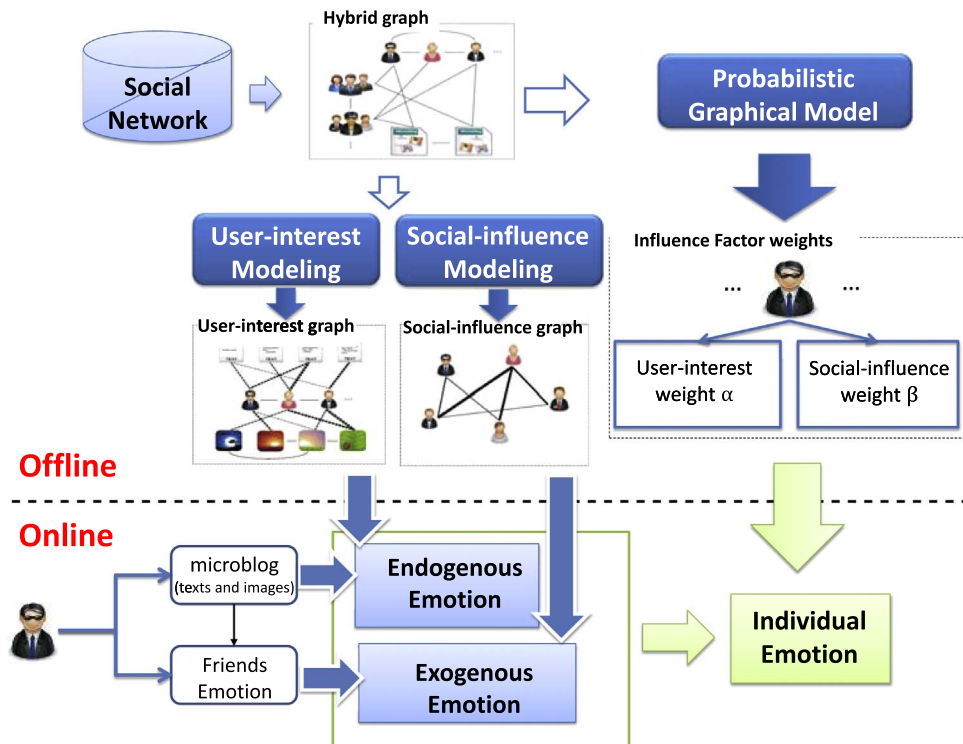 Hybrid graph
Social
Network
Probabilistic
Graphical Model
User-interest
Modeling
Social-influence
Modeling
Influence Factor weights
...
...
User-interest graph
Social-influence graph
User-interest
weight α
Social-influence
weight β
Offline
Online
microblog
(texts and images)
Endogenous
Emotion
Friends
Emotion
Exogenous
Emotion
Individual
Emotion